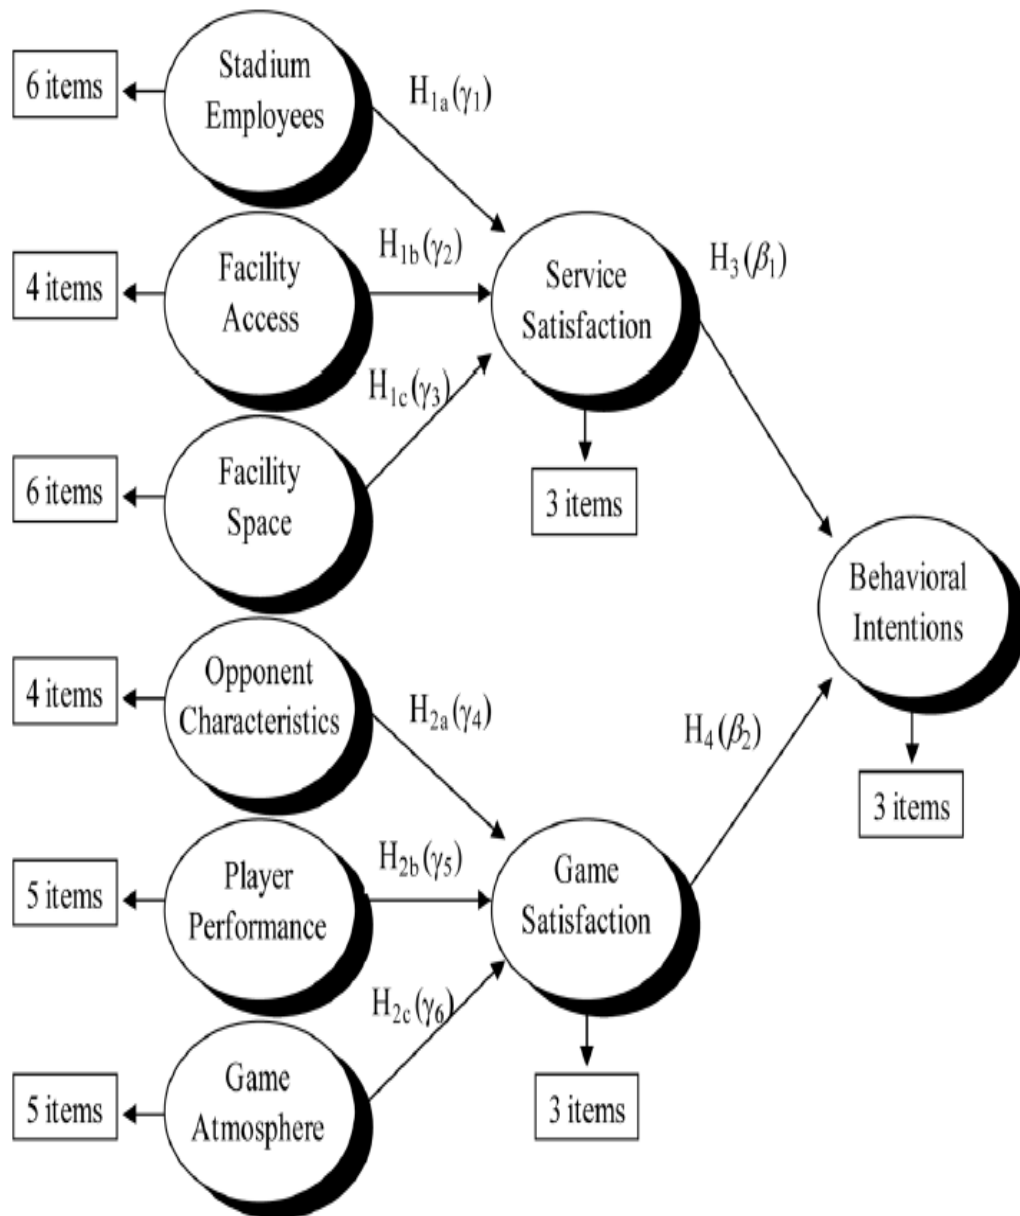 6 items
Stadium
Employees
H1a(γ1)
4 items
Facility
Access
H1b(γ2)
Service
Satisfaction
H3(β1)
6 items
Facility
Space
H1c(γ3)
3 items
Behavioral
Intentions
3 items
4 items
Opponent
Characteristics
H2a(γ4)
H4(β2)
5 items
Player
Performance
H2b(γ5)
Game
Satisfaction
5 items
Game
Atmosphere
H2c(γ6)
3 items